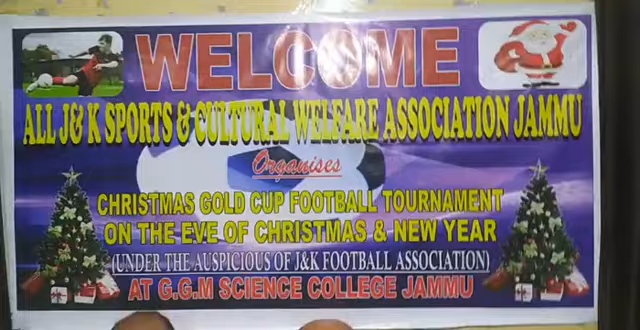 WELCOME
ALL J& K SPORTS & CULTURAL WELFARE ASSOCIATION JAMMU
Organises
CHRISTMAS GOLD CUP FOOTBALL TOURNAMENT
ON THE EVE OF CHRISTMAS & NEW YEAR
(UNDER THE AUSPICIOUS OF J&K FOOTBALL ASSOCIATION)
AT G.G.M SCIENCE COLLEGE JAMMU